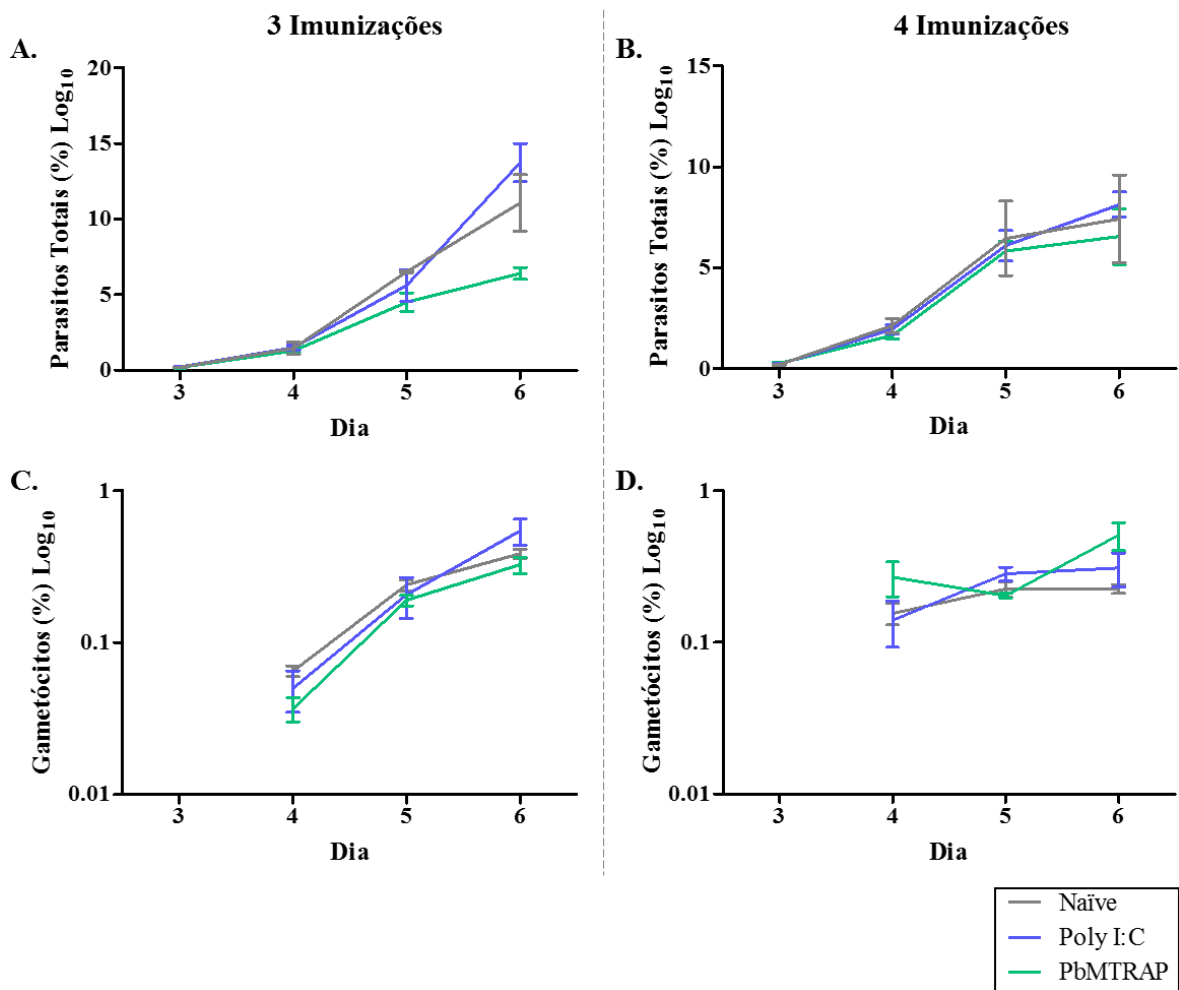 3 Imunizações
4 Imunizações
A.
Parasitos Totais (%) Log10
20
15
10
5
0
3 4 5 6
Dia
B.
Parasitos Totais (%) Log10
15
10
5
0
3 4 5 6
Dia
C.
Gametócitos (%) Log10
1
0.1
0.01
3 4 5 6
Dia
D.
Gametócitos (%) Log10
1
0.1
0.01
3 4 5 6
Dia
Naïve
Poly I:C
PbMTRAP